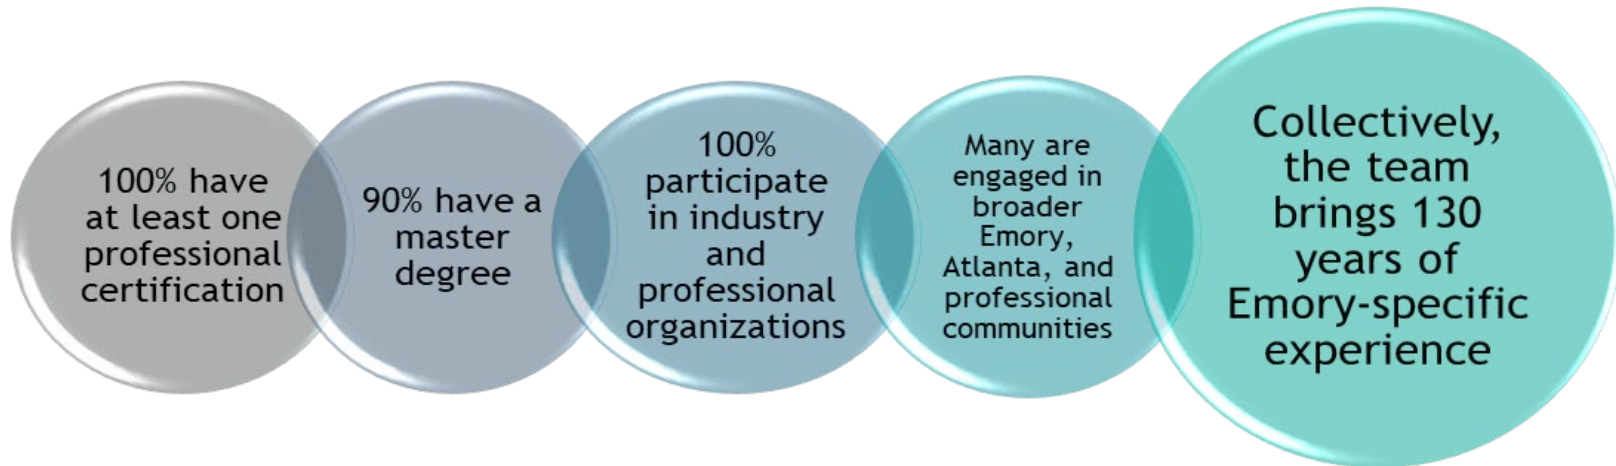 100% have
at least one
professional
certification
90% have a
master
degree
100%
participate
in industry
and
professional
organizations
Many are
engaged in
broader
Emory,
Atlanta, and
professional
communities
Collectively,
the team
brings 130
years of
Emory-specific
experience